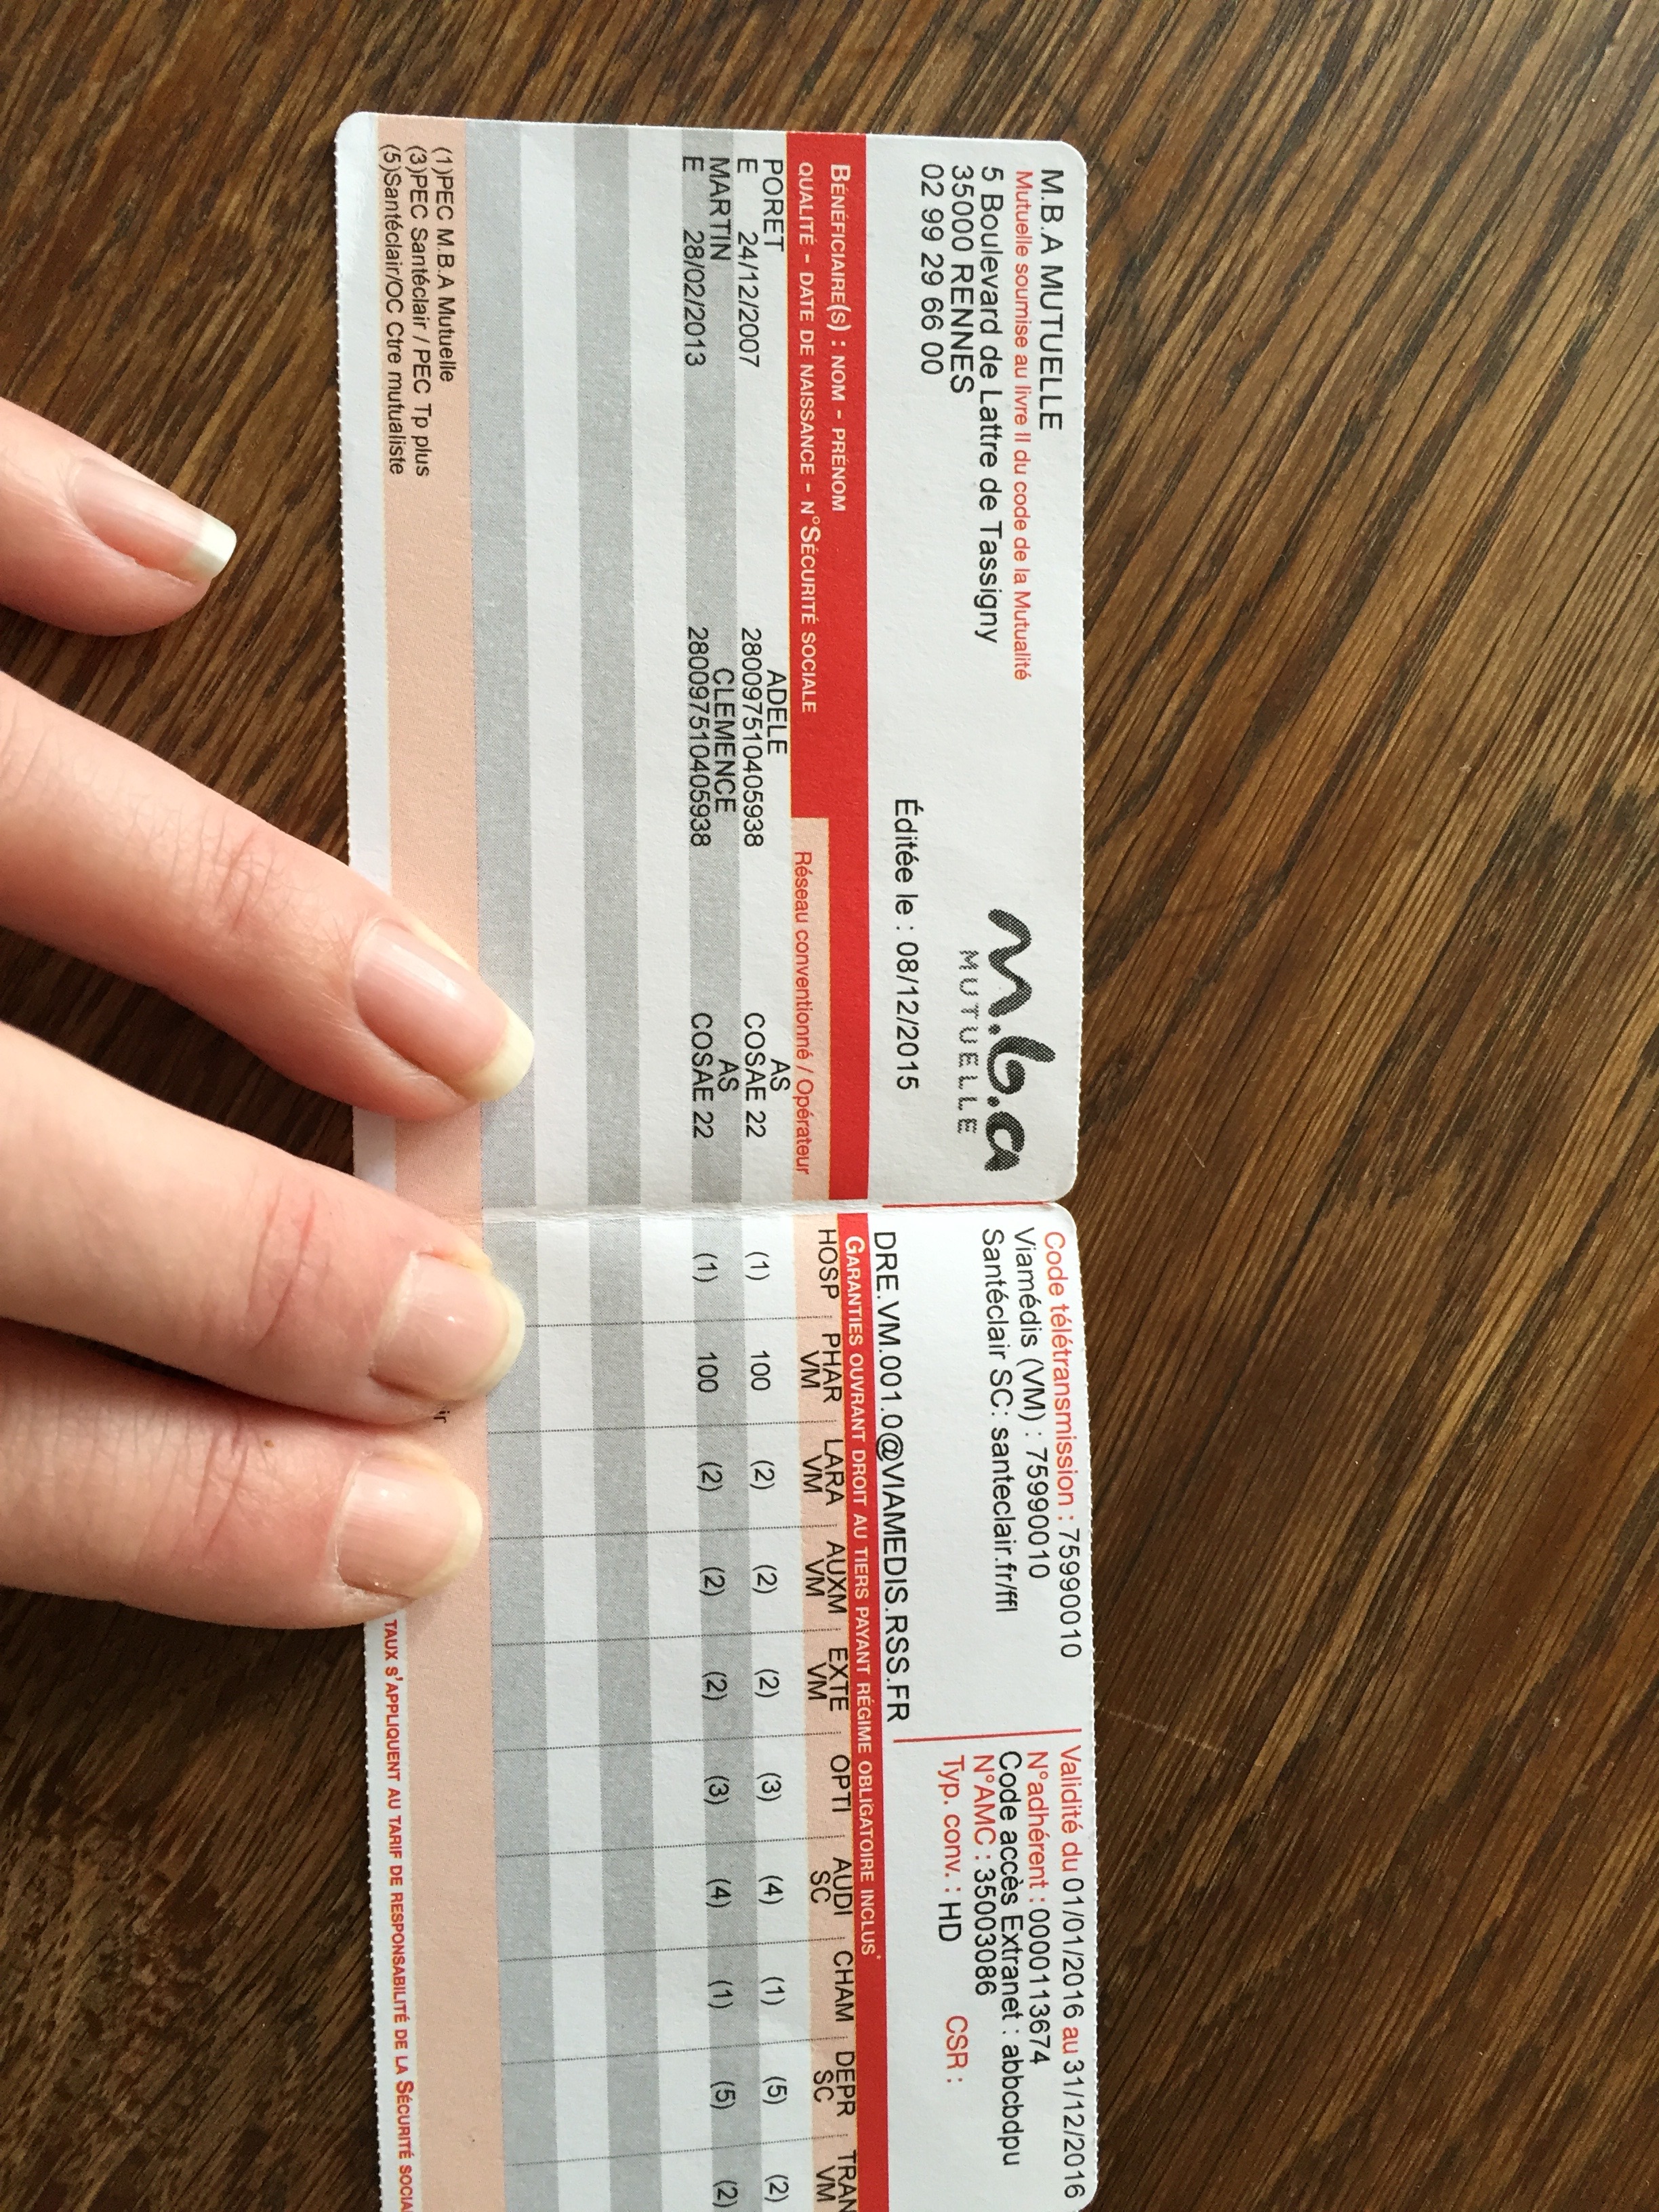 M.B.A MUTUELLE
Mutuelle soumise au livre II du code de la Mutualité
5 Boulevard de Lattre de Tassigny
35000 RENNES
02 99 29 66 00
m.b.a
MUTUELLE
Éditée le : 08/12/2015
BÉNÉFICIAIRE(S) : NOM - PRÉNOM
QUALITÉ - DATE DE NAISSANCE - N°SÉCURITÉ SOCIALE
Réseau conventionné / Opérateur
PORET ADELE AS
E 24/12/2007 280097510405938 COSAE 22
MARTIN CLEMENCE AS
E 28/02/2013 280097510405938 COSAE 22
(1)PEC M.B.A Mutuelle
(3)PEC Santéclair / PEC Tp plus
(5)Santéclair/OC Ctre mutualiste
Code télétransmission : 75990010
Viamédis (VM) : 75990010
Santéclair SC: santeclair.fr/ffl
DRE.VM.001.0@VIAMEDIS.RSS.FR
Validité du 01/01/2016 au 31/12/2016
N°adhérent : 0000113674
Code accès Extranet : abbcbdpu
N°AMC : 35003086
Typ. conv. : HD CSR :
GARANTIES OUVRANT DROIT AU TIERS PAYANT RÉGIME OBLIGATOIRE INCLUS*
HOSP PHAR LARA AUXM EXTE OPTI AUDI CHAM DEPR TRAN
VM VM VM VM SC SC VM
(1) 100 (2) (2) (2) (3) (4) (1) (5) (2)
(1) 100 (2) (2) (2) (3) (4) (1) (5) (2)
ir
TAUX S'APPLIQUENT AU TARIF DE RESPONSABILITÉ DE LA SÉCURITÉ SOCIA